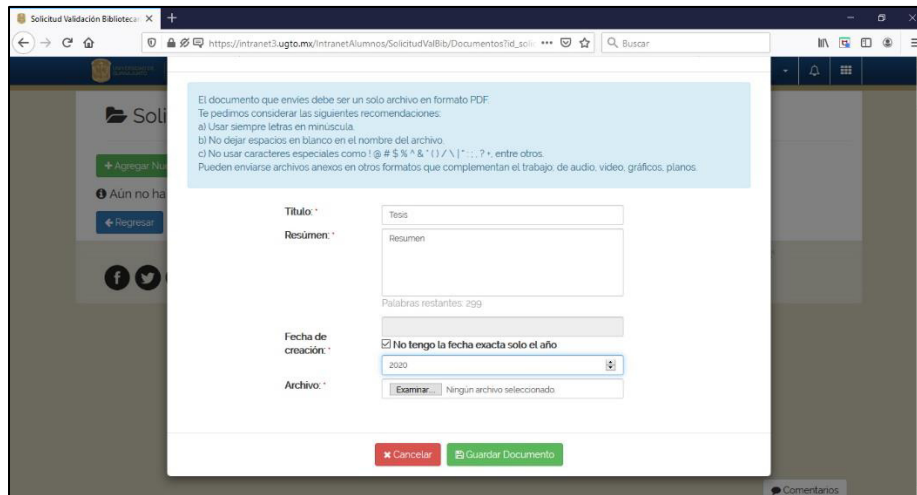 Solicitud Validación Bibliotecar
https://intranet3.ugto.mx/IntranetAlumnos/SolicitudValBib/Documentos?id_soli
Buscar
El documento que envies debe ser un solo archivo en formato PDF.
Te pedimos considerar las siguientes recomendaciones:
a) Usar siempre letras en minúscula.
b) No dejar espacios en blanco en el nombre del archivo.
c) No usar caracteres especiales como ! @ # $ % ^ & * ( ) / \ | " : ; , ? +, entre otros.
Pueden enviarse archivos anexos en otros formatos que complementan el trabajo: de audio, video, gráficos, planos.
Soli
+ Agregar Nu
Aún no ha
Regresar
Título: *
Tesis
Resúmen: *
Resumen
Palabras restantes: 299
Fecha de creación: *
No tengo la fecha exacta solo el año
2020
Archivo: *
Examinar... Ningún archivo seleccionado.
Cancelar
Guardar Documento
Comentarios